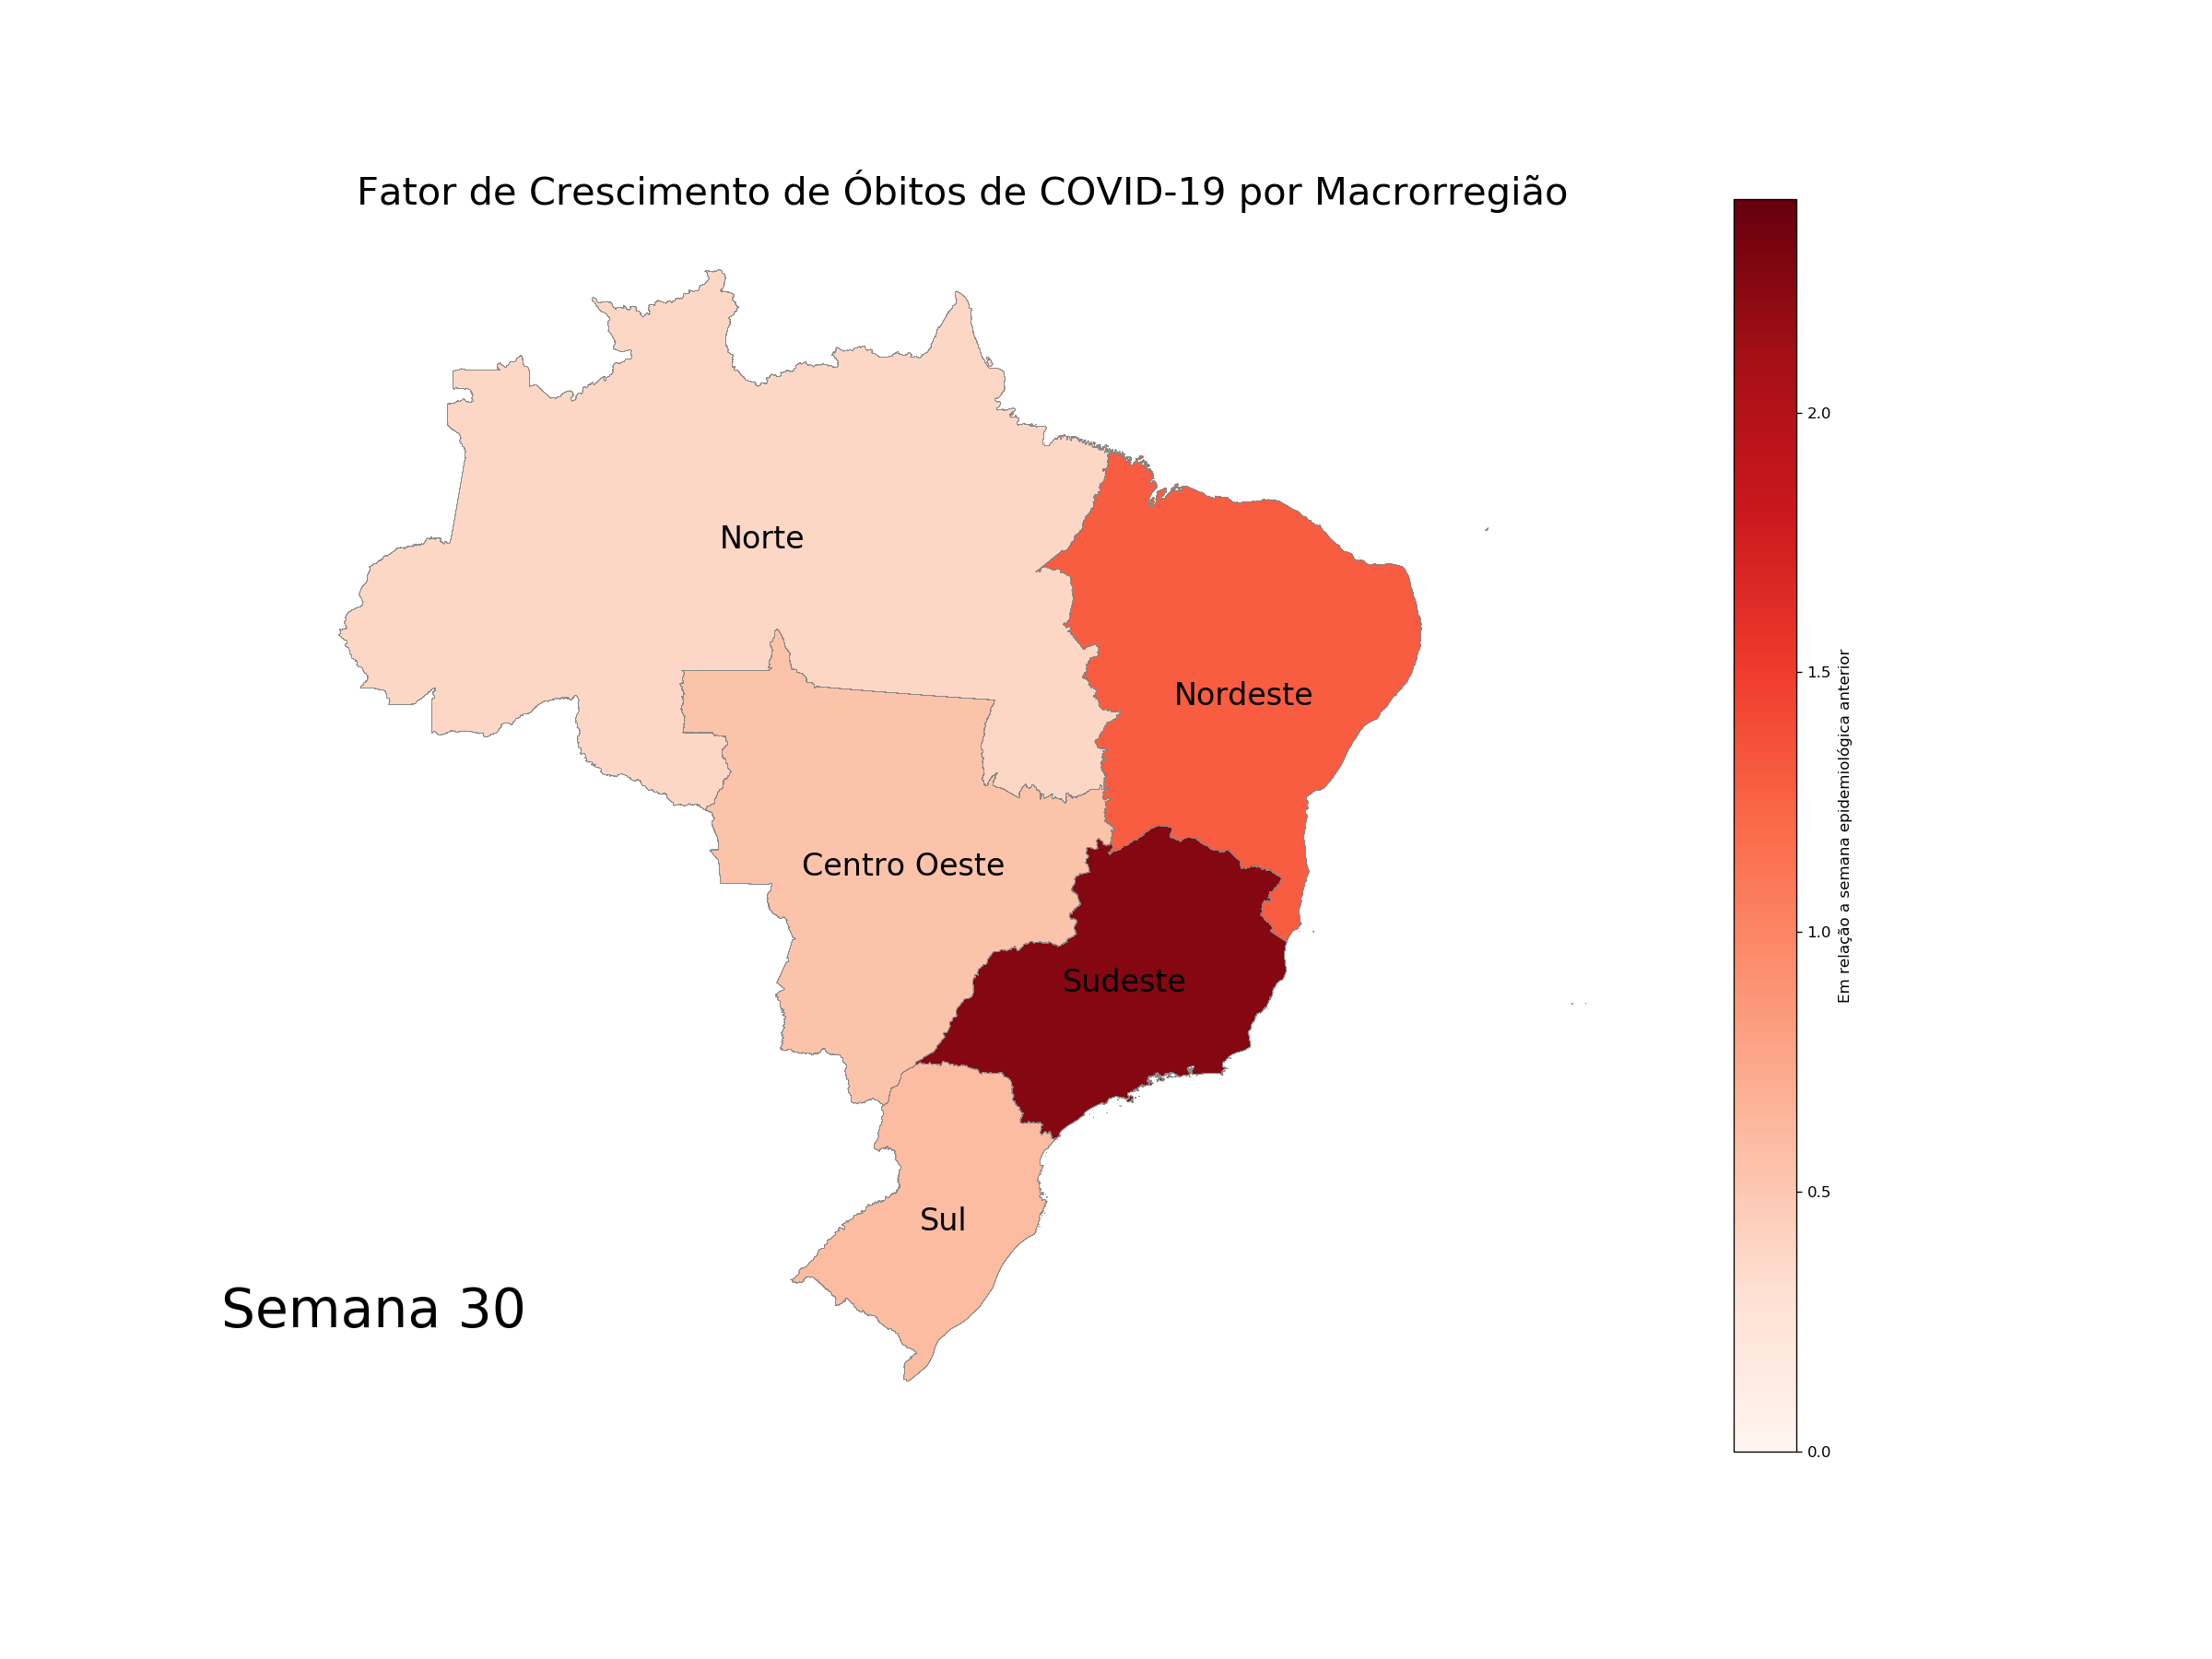 Fator de Crescimento de Óbitos de COVID-19 por Macrorregião
Norte
Nordeste
Centro Oeste
Sudeste
Sul
Semana 30
2.0
1.5
1.0
0.5
0.0
Em relação a semana epidemiológica anterior